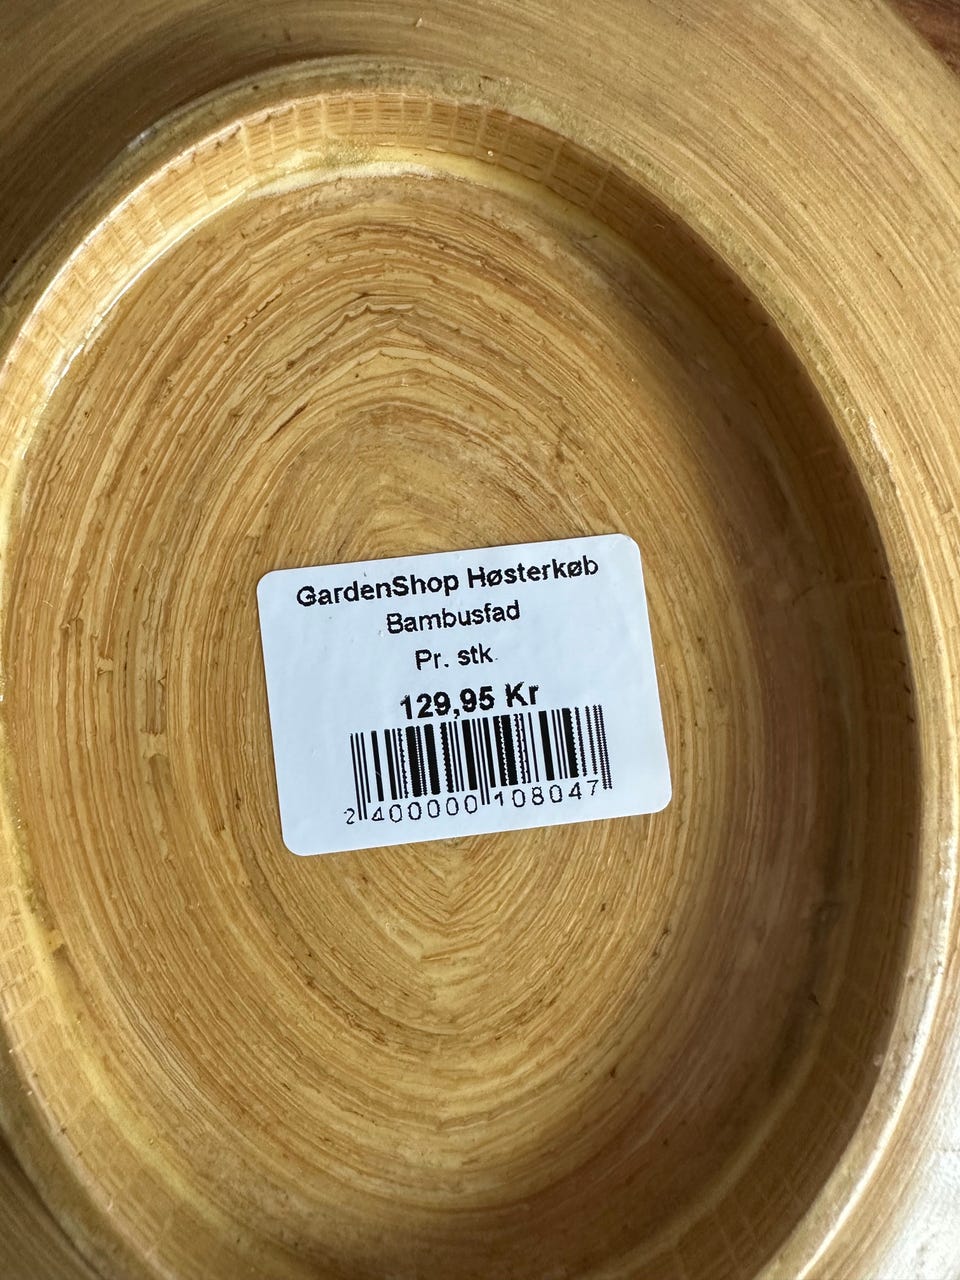 GardenShop Høsterkøb
Bambusfad
Pr. stk.
129,95 Kr
2 400000 108047